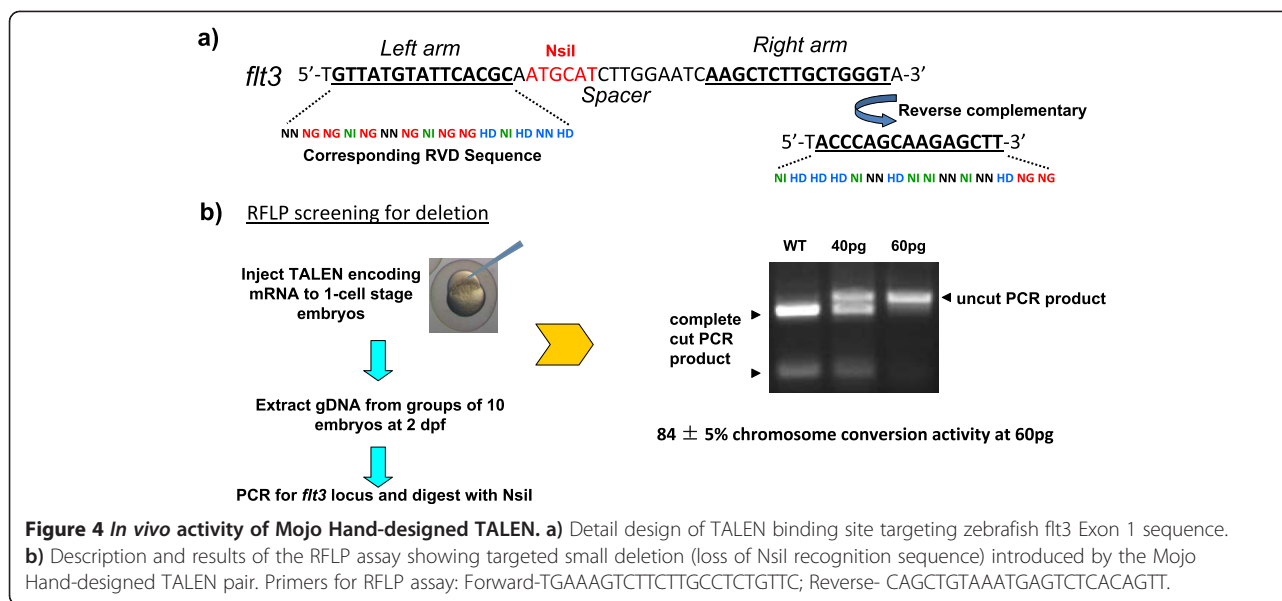 a)
Left arm
NsiI
Right arm
flt3 5’-TGTTATGTATTCACGCAATGCATCTTGGAATCAAGCTCTTGCTGGGTA-3’
Spacer
Reverse complementary
NN NG NG NI NG NN NG NI NG NG HD NI HD NN HD
Corresponding RVD Sequence
5’-TACCCAGCAAGAGCTT-3’
NI HD HD HD NI NN HD NI NI NN NI NN HD NG NG
b) RFLP screening for deletion
Inject TALEN encoding
mRNA to 1-cell stage
embryos
Extract gDNA from groups of 10
embryos at 2 dpf
PCR for flt3 locus and digest with NsiI
WT 40pg 60pg
uncut PCR product
complete
cut PCR
product
84 ± 5% chromosome conversion activity at 60pg
Figure 4 In vivo activity of Mojo Hand-designed TALEN. a) Detail design of TALEN binding site targeting zebrafish flt3 Exon 1 sequence.
b) Description and results of the RFLP assay showing targeted small deletion (loss of NsiI recognition sequence) introduced by the Mojo
Hand-designed TALEN pair. Primers for RFLP assay: Forward-TGAAAGTCTTCTTGCCTCTGTTC; Reverse- CAGCTGTAAATGAGTCTCACAGTT.